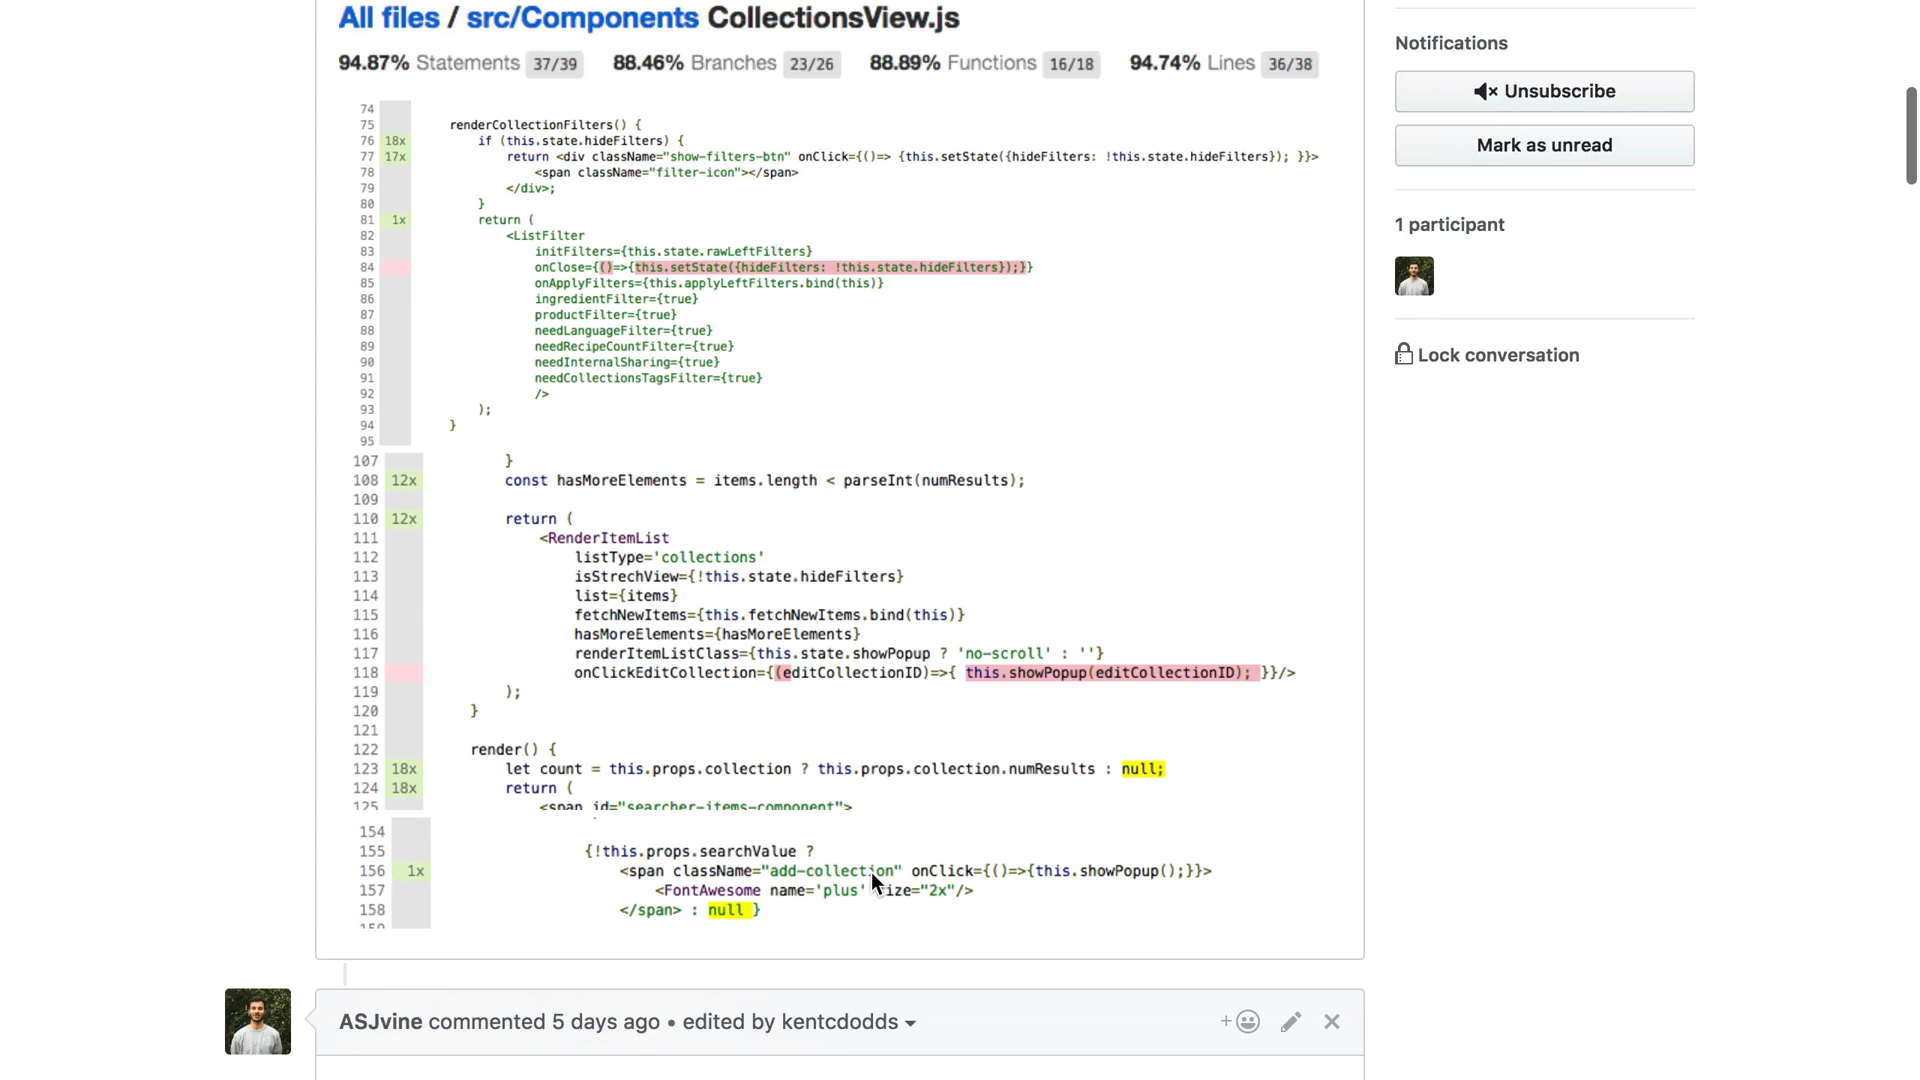 All files / src/Components CollectionsView.js
94.87% Statements 37/39 88.46% Branches 23/26 88.89% Functions 16/18 94.74% Lines 36/38
74
75 renderCollectionFilters() {
76 18x if (this.state.hideFilters) {
77 17x return <div className="show-filters-btn" onClick={()=> {this.setState({hideFilters: !this.state.hideFilters}); }}>
78 <span className="filter-icon"></span>
79 </div>;
80 }
81 1x return (
82 <ListFilter
83 initFilters={this.state.rawLeftFilters}
84 onClose={()=>{this.setState({hideFilters: !this.state.hideFilters});}}
85 onApplyFilters={this.applyLeftFilters.bind(this)}
86 ingredientFilter={true}
87 productFilter={true}
88 needLanguageFilter={true}
89 needRecipeCountFilter={true}
90 needInternalSharing={true}
91 needCollectionsTagsFilter={true}
92 />
93 );
94 }
95
107 }
108 12x const hasMoreElements = items.length < parseInt(numResults);
109
110 12x return (
111 <RenderItemList
112 listType='collections'
113 isStrechView={!this.state.hideFilters}
114 list={items}
115 fetchNewItems={this.fetchNewItems.bind(this)}
116 hasMoreElements={hasMoreElements}
117 renderItemListClass={this.state.showPopup ? 'no-scroll' : ''}
118 onClickEditCollection={(editCollectionID)=>{ this.showPopup(editCollectionID); }}/>
119 );
120 }
121
122 render() {
123 18x let count = this.props.collection ? this.props.collection.numResults : null;
124 18x return (
125 <span id="searcher-items-component">
154
155 {!this.props.searchValue ?
156 1x <span className="add-collection" onClick={()=>{this.showPopup();}}>
157 <FontAwesome name='plus' size="2x"/>
158 </span> : null }
159
ASJvine commented 5 days ago • edited by kentcdodds
Notifications
Unsubscribe
Mark as unread
1 participant
Lock conversation